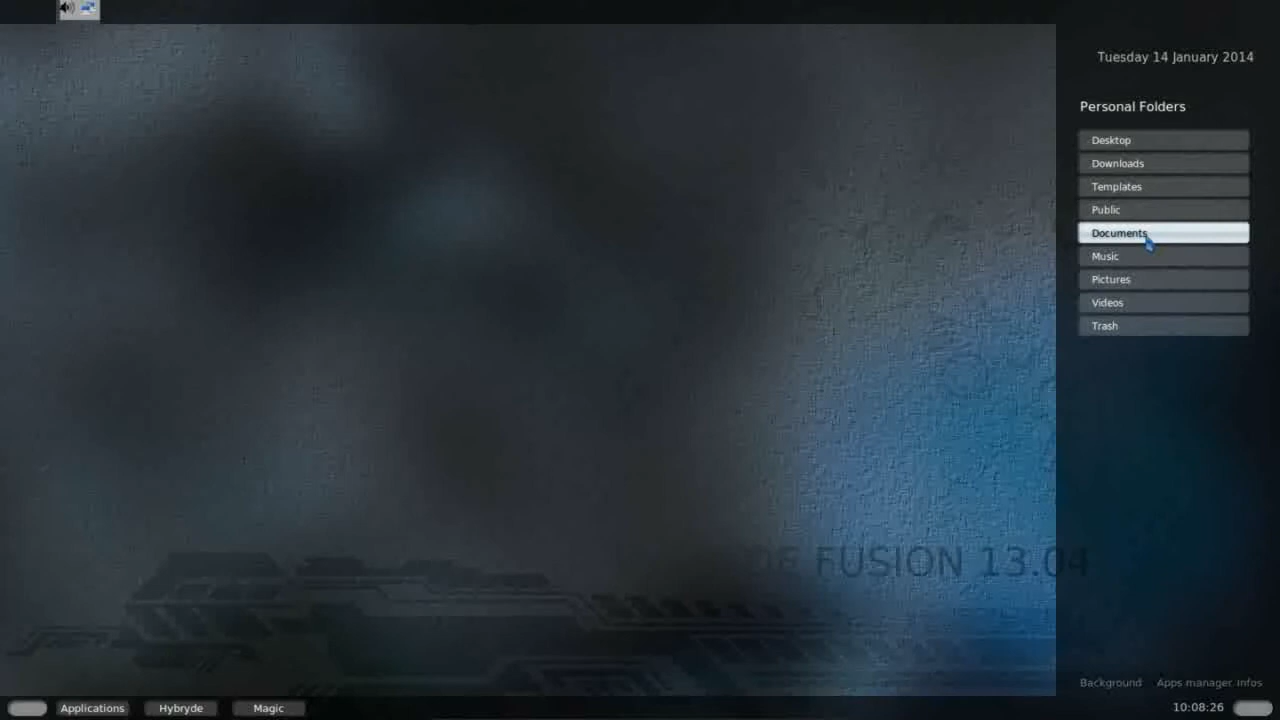 Tuesday 14 January 2014
Personal Folders
Desktop
Downloads
Templates
Public
Documents
Music
Pictures
Videos
Trash
FUSION 13.04
Background Apps manager Infos
Applications Hybryde Magic 10:08:26